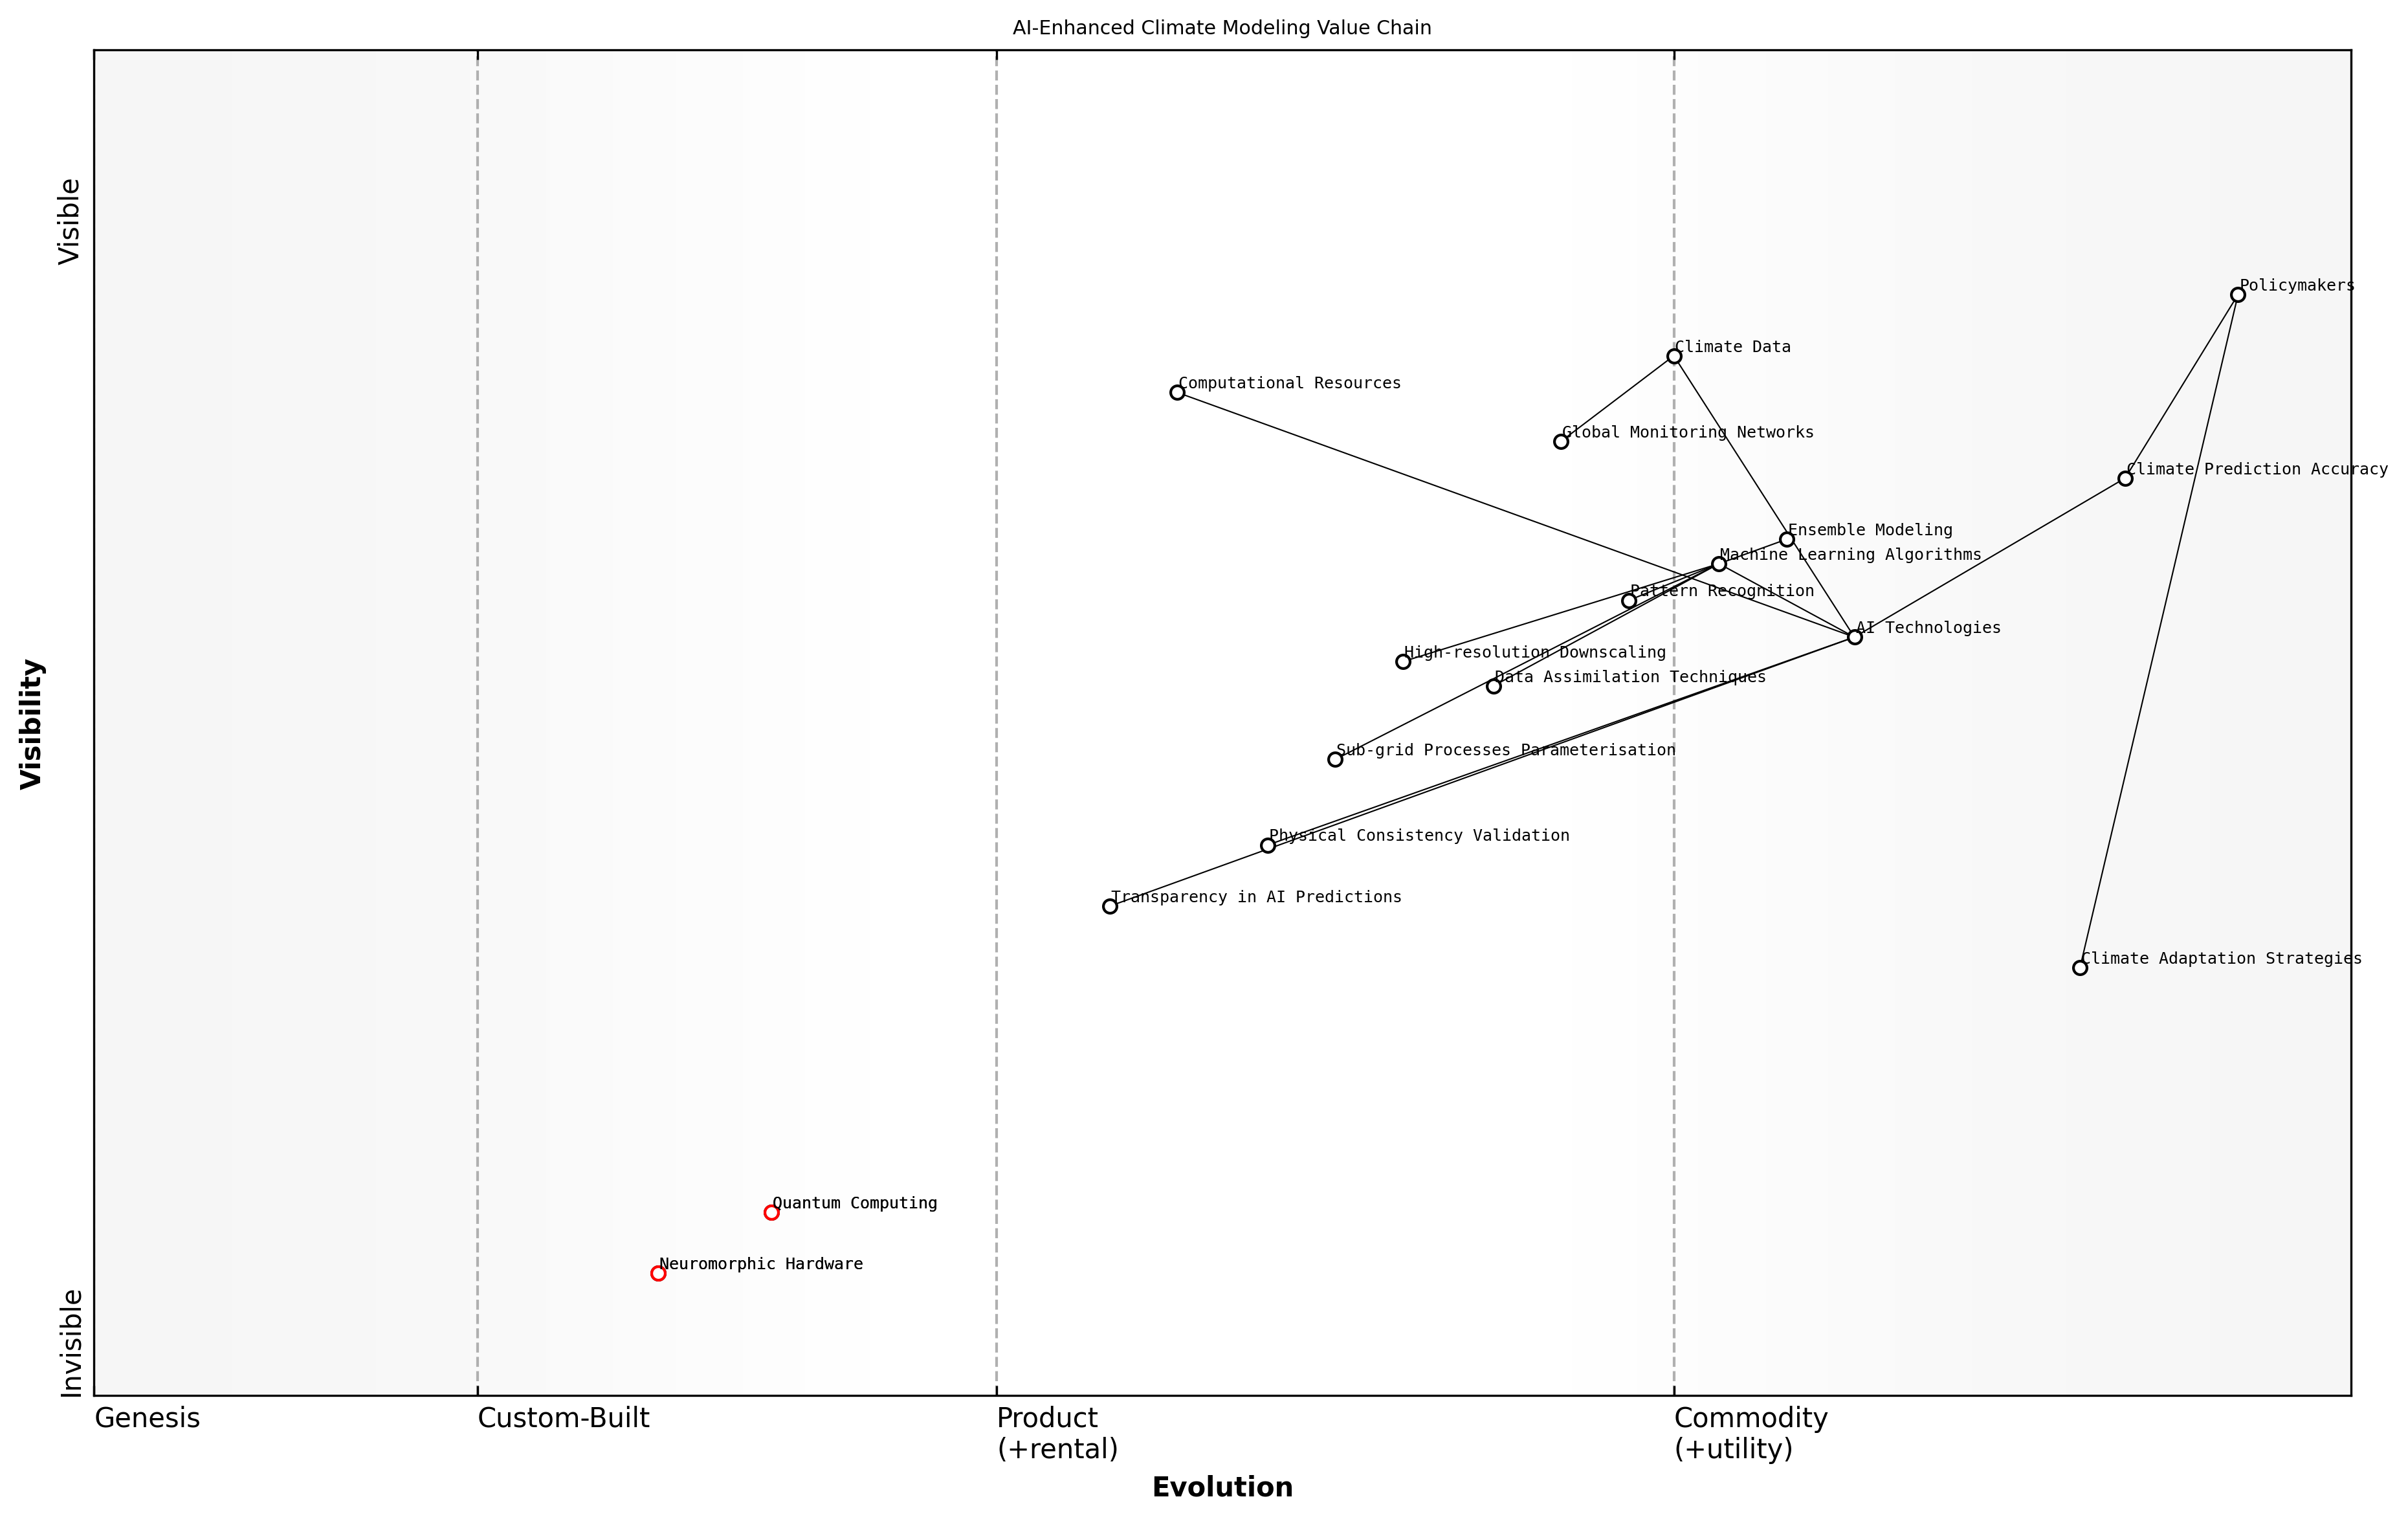 AI-Enhanced Climate Modeling Value Chain
Visible
Policymakers
Climate Data
Computational Resources
Global Monitoring Networks
Climate Prediction Accuracy
Ensemble Modeling
Machine Learning Algorithms
Pattern Recognition
AI Technologies
High-resolution Downscaling
Data Assimilation Techniques
Visibility
Sub-grid Processes Parameterisation
Physical Consistency Validation
Transparency in AI Predictions
Climate Adaptation Strategies
Quantum Computing
Neuromorphic Hardware
Invisible
Genesis
Custom-Built
Product
(+rental)
Commodity
(+utility)
Evolution